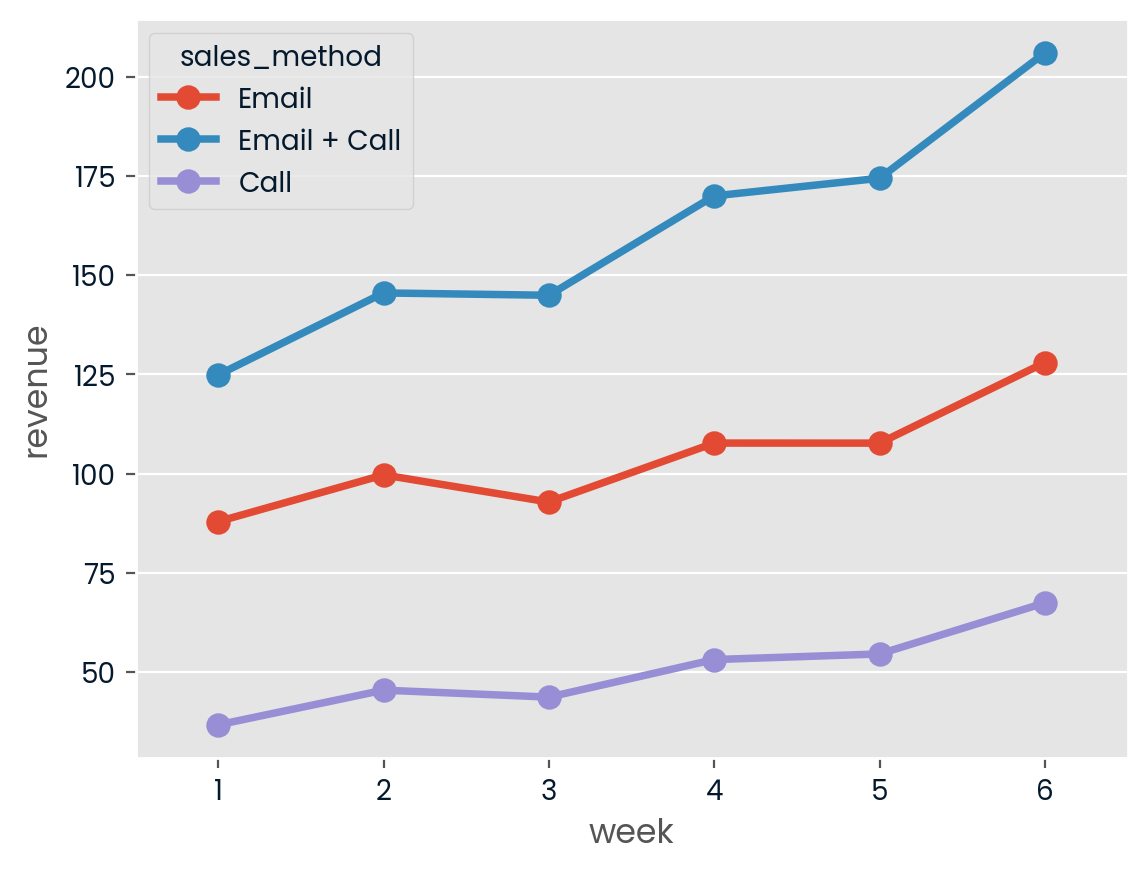 sales_method
Email
Email + Call
Call
200
175
150
125
100
75
50
revenue
1 2 3 4 5 6
week